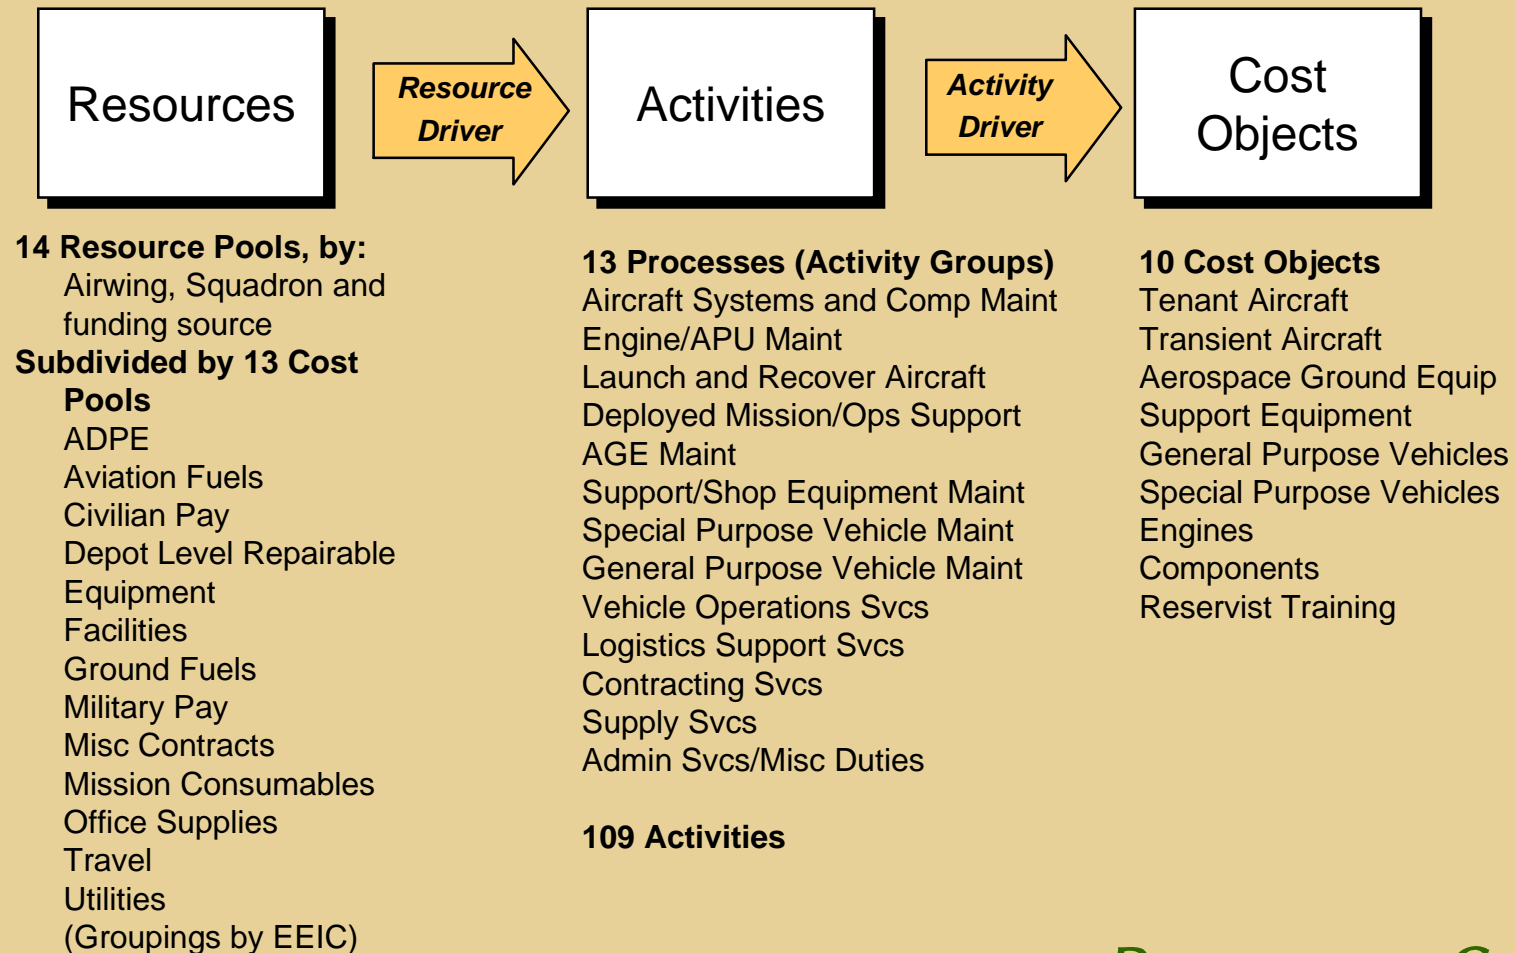 Resources
Resource
Driver
Activities
Activity
Driver
Cost
Objects
14 Resource Pools, by:
Airwing, Squadron and
funding source
Subdivided by 13 Cost
Pools
ADPE
Aviation Fuels
Civilian Pay
Depot Level Repairable
Equipment
Facilities
Ground Fuels
Military Pay
Misc Contracts
Mission Consumables
Office Supplies
Travel
Utilities
(Groupings by EEIC)
13 Processes (Activity Groups)
Aircraft Systems and Comp Maint
Engine/APU Maint
Launch and Recover Aircraft
Deployed Mission/Ops Support
AGE Maint
Support/Shop Equipment Maint
Special Purpose Vehicle Maint
General Purpose Vehicle Maint
Vehicle Operations Svcs
Logistics Support Svcs
Contracting Svcs
Supply Svcs
Admin Svcs/Misc Duties
109 Activities
10 Cost Objects
Tenant Aircraft
Transient Aircraft
Aerospace Ground Equip
Support Equipment
General Purpose Vehicles
Special Purpose Vehicles
Engines
Components
Reservist Training